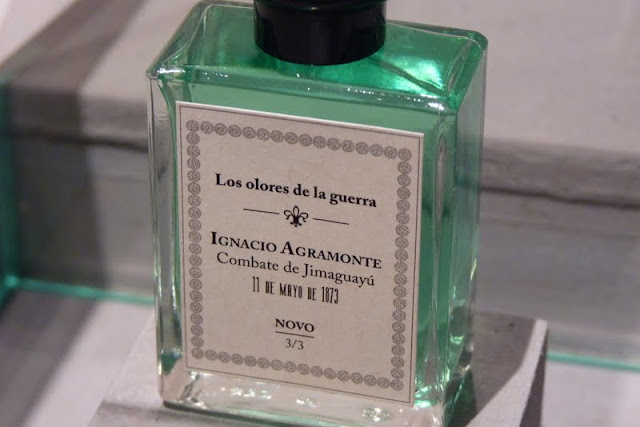 Los olores de la guerra
IGNACIO AGRAMONTE
Combate de Jimaguayú
11 DE MAYO DE 1873
NOVO
3/3